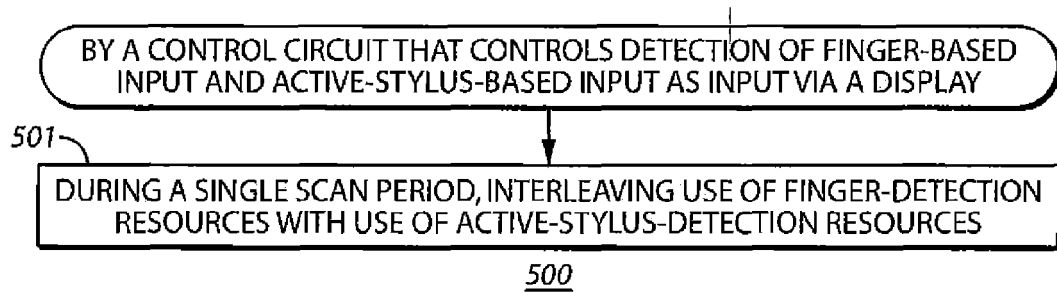 BY A CONTROL CIRCUIT THAT CONTROLS DETECTION OF FINGER-BASED
INPUT AND ACTIVE-STYLUS-BASED INPUT AS INPUT VIA A DISPLAY
501
DURING A SINGLE SCAN PERIOD, INTERLEAVING USE OF FINGER-DETECTION
RESOURCES WITH USE OF ACTIVE-STYLUS-DETECTION RESOURCES
500